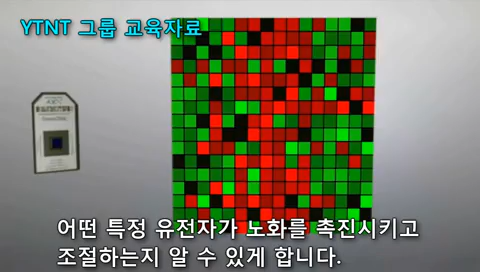 YTNT 그룹 교육자료
어떤 특정 유전자가 노화를 촉진시키고
조절하는지 알 수 있게 합니다.